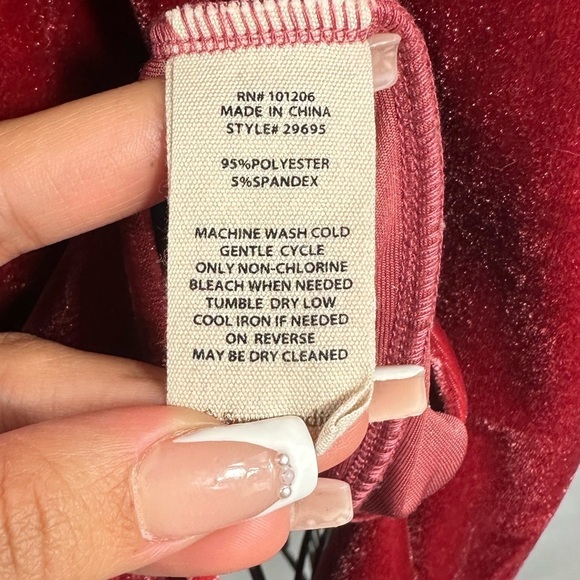 RN# 101206
MADE IN CHINA
STYLE# 29695
95%POLYESTER
5%SPANDEX
MACHINE WASH COLD
GENTLE CYCLE
ONLY NON-CHLORINE
BLEACH WHEN NEEDED
TUMBLE DRY LOW
COOL IRON IF NEEDED
ON REVERSE
MAY BE DRY CLEANED